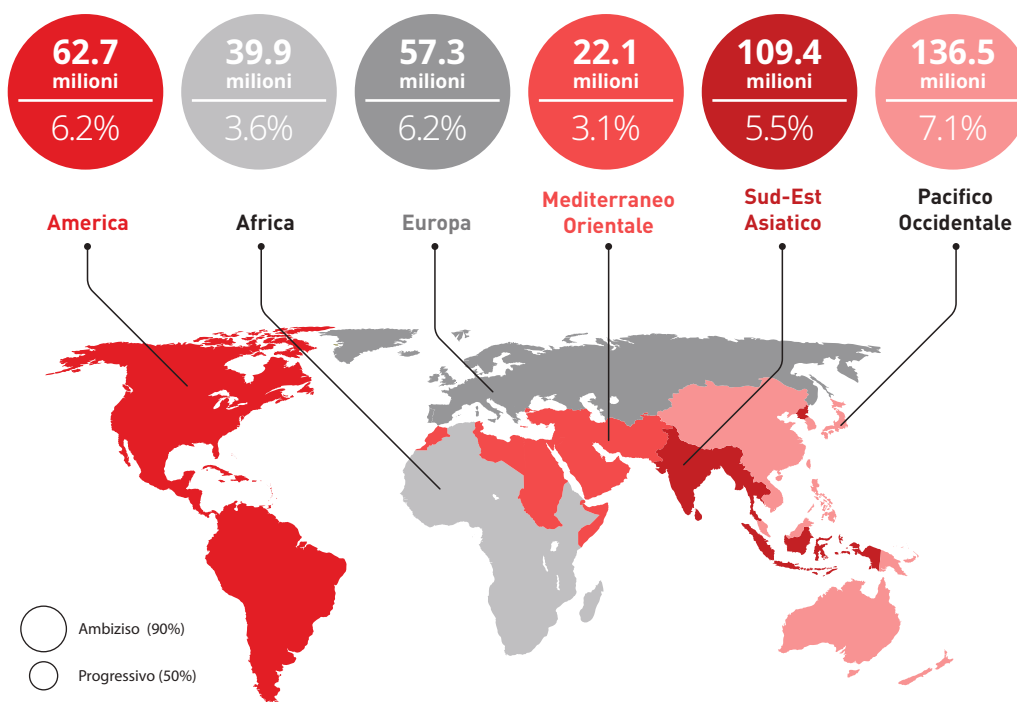 62.7
milioni
6.2%
39.9
milioni
3.6%
57.3
milioni
6.2%
22.1
milioni
3.1%
109.4
milioni
5.5%
136.5
milioni
7.1%
America
Africa
Europa
Mediterraneo
Orientale
Sud-Est
Asiatico
Pacifico
Occidentale
Ambiziso (90%)
Progressivo (50%)